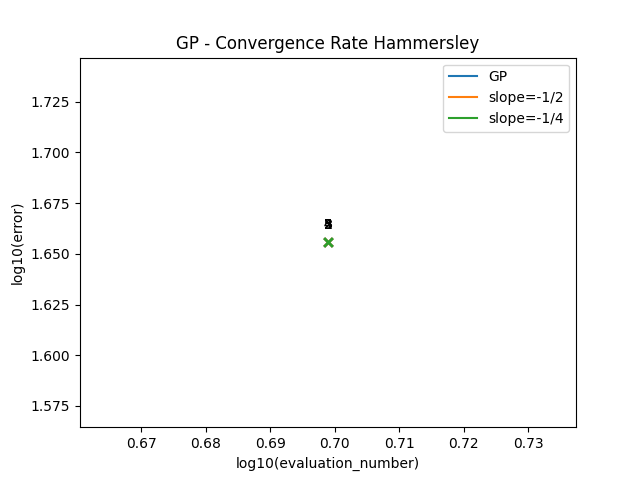 GP - Convergence Rate Hammersley
GP
slope=-1/2
slope=-1/4
log10(error)
1.725
1.700
1.675
1.650
1.625
1.600
1.575
0.67 0.68 0.69 0.70 0.71 0.72 0.73
log10(evaluation_number)